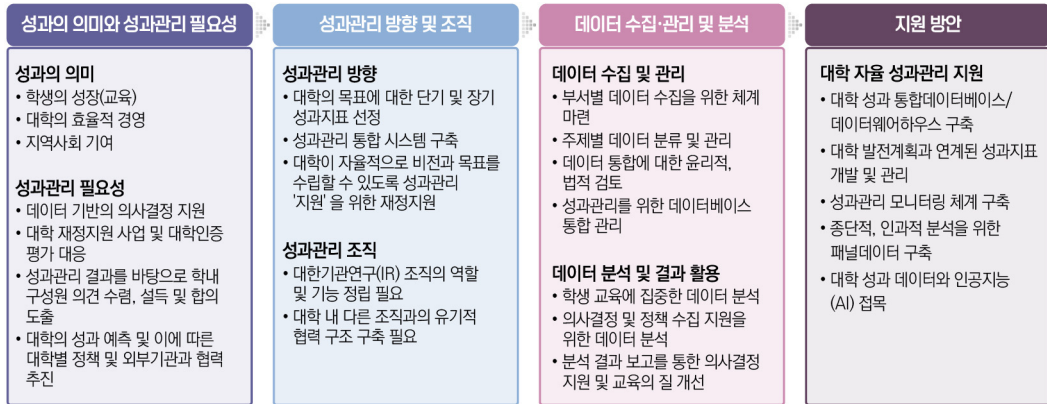 성과의 의미와 성과관리 필요성
성과의 의미
• 학생의 성장(교육)
• 대학의 효율적 경영
• 지역사회 기여
성과관리 필요성
• 데이터 기반의 의사결정 지원
• 대학 재정지원 사업 및 대학인증
평가 대응
• 성과관리 결과를 바탕으로 학내
구성원 의견 수렴, 설득 및 합의
도출
• 대학의 성과 예측 및 이에 따른
대학별 정책 및 외부기관과 협력
추진
성과관리 방향 및 조직
성과관리 방향
• 대학의 목표에 대한 단기 및 장기
성과지표 선정
• 성과관리 통합 시스템 구축
• 대학이 자율적으로 비전과 목표를
수립할 수 있도록 성과관리
'지원' 을 위한 재정지원
성과관리 조직
• 대한기관연구(IR) 조직의 역할
및 기능 정립 필요
• 대학 내 다른 조직과의 유기적
협력 구조 구축 필요
데이터 수집·관리 및 분석
데이터 수집 및 관리
• 부서별 데이터 수집을 위한 체계
마련
• 주제별 데이터 분류 및 관리
• 데이터 통합에 대한 윤리적,
법적 검토
• 성과관리를 위한 데이터베이스
통합 관리
데이터 분석 및 결과 활용
• 학생 교육에 집중한 데이터 분석
• 의사결정 및 정책 수집 지원을
위한 데이터 분석
• 분석 결과 보고를 통한 의사결정
지원 및 교육의 질 개선
지원 방안
대학 자율 성과관리 지원
• 대학 성과 통합데이터베이스/
데이터웨어하우스 구축
• 대학 발전계획과 연계된 성과지표
개발 및 관리
• 성과관리 모니터링 체계 구축
• 종단적, 인과적 분석을 위한
패널데이터 구축
• 대학 성과 데이터와 인공지능
(AI) 접목